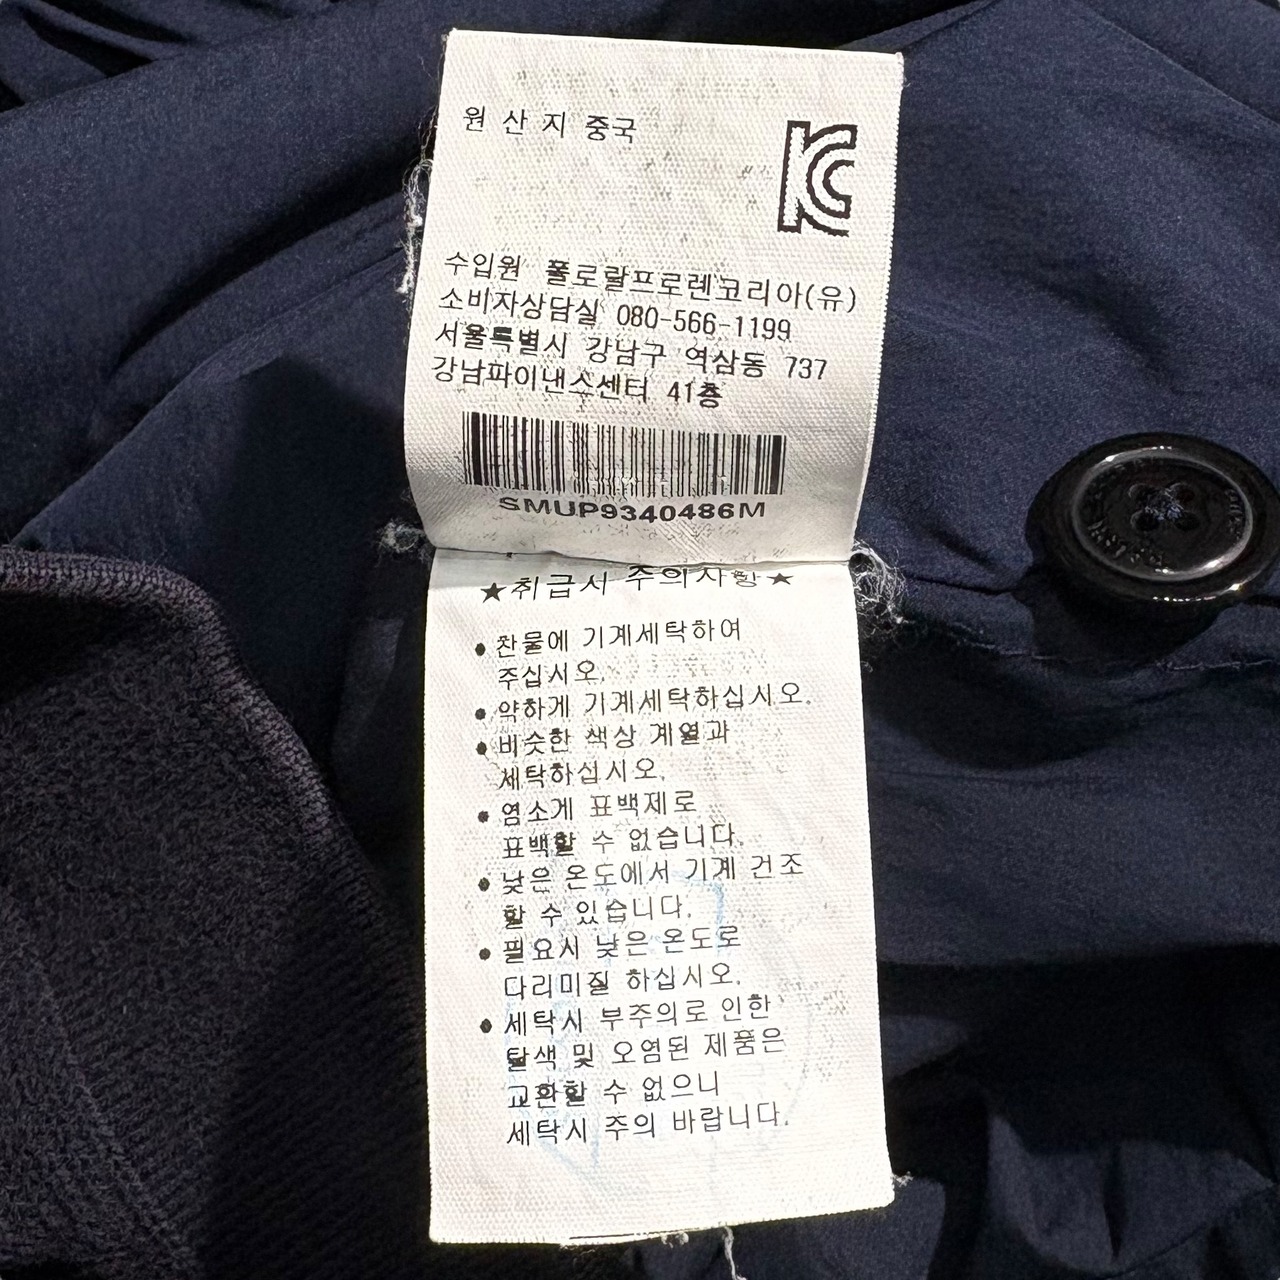 원 산 지 중국
KC
수입원 폴로랄프로렌코리아(유)
소비자상담실 080-566-1199
서울특별시 강남구 역삼동 737
강남파이낸스센터 41층
SMUP9340486M
★취급시 주의사항★
• 찬물에 기계세탁하여
주십시오.
• 약하게 기계세탁하십시오.
• 비슷한 색상 계열과
세탁하십시오.
• 염소계 표백제로
표백할 수 없습니다.
• 낮은 온도에서 기계 건조
할 수 있습니다.
• 필요시 낮은 온도로
다리미질 하십시오.
• 세탁시 부주의로 인한
탈색 및 오염된 제품은
교환할 수 없으니
세탁시 주의 바랍니다.